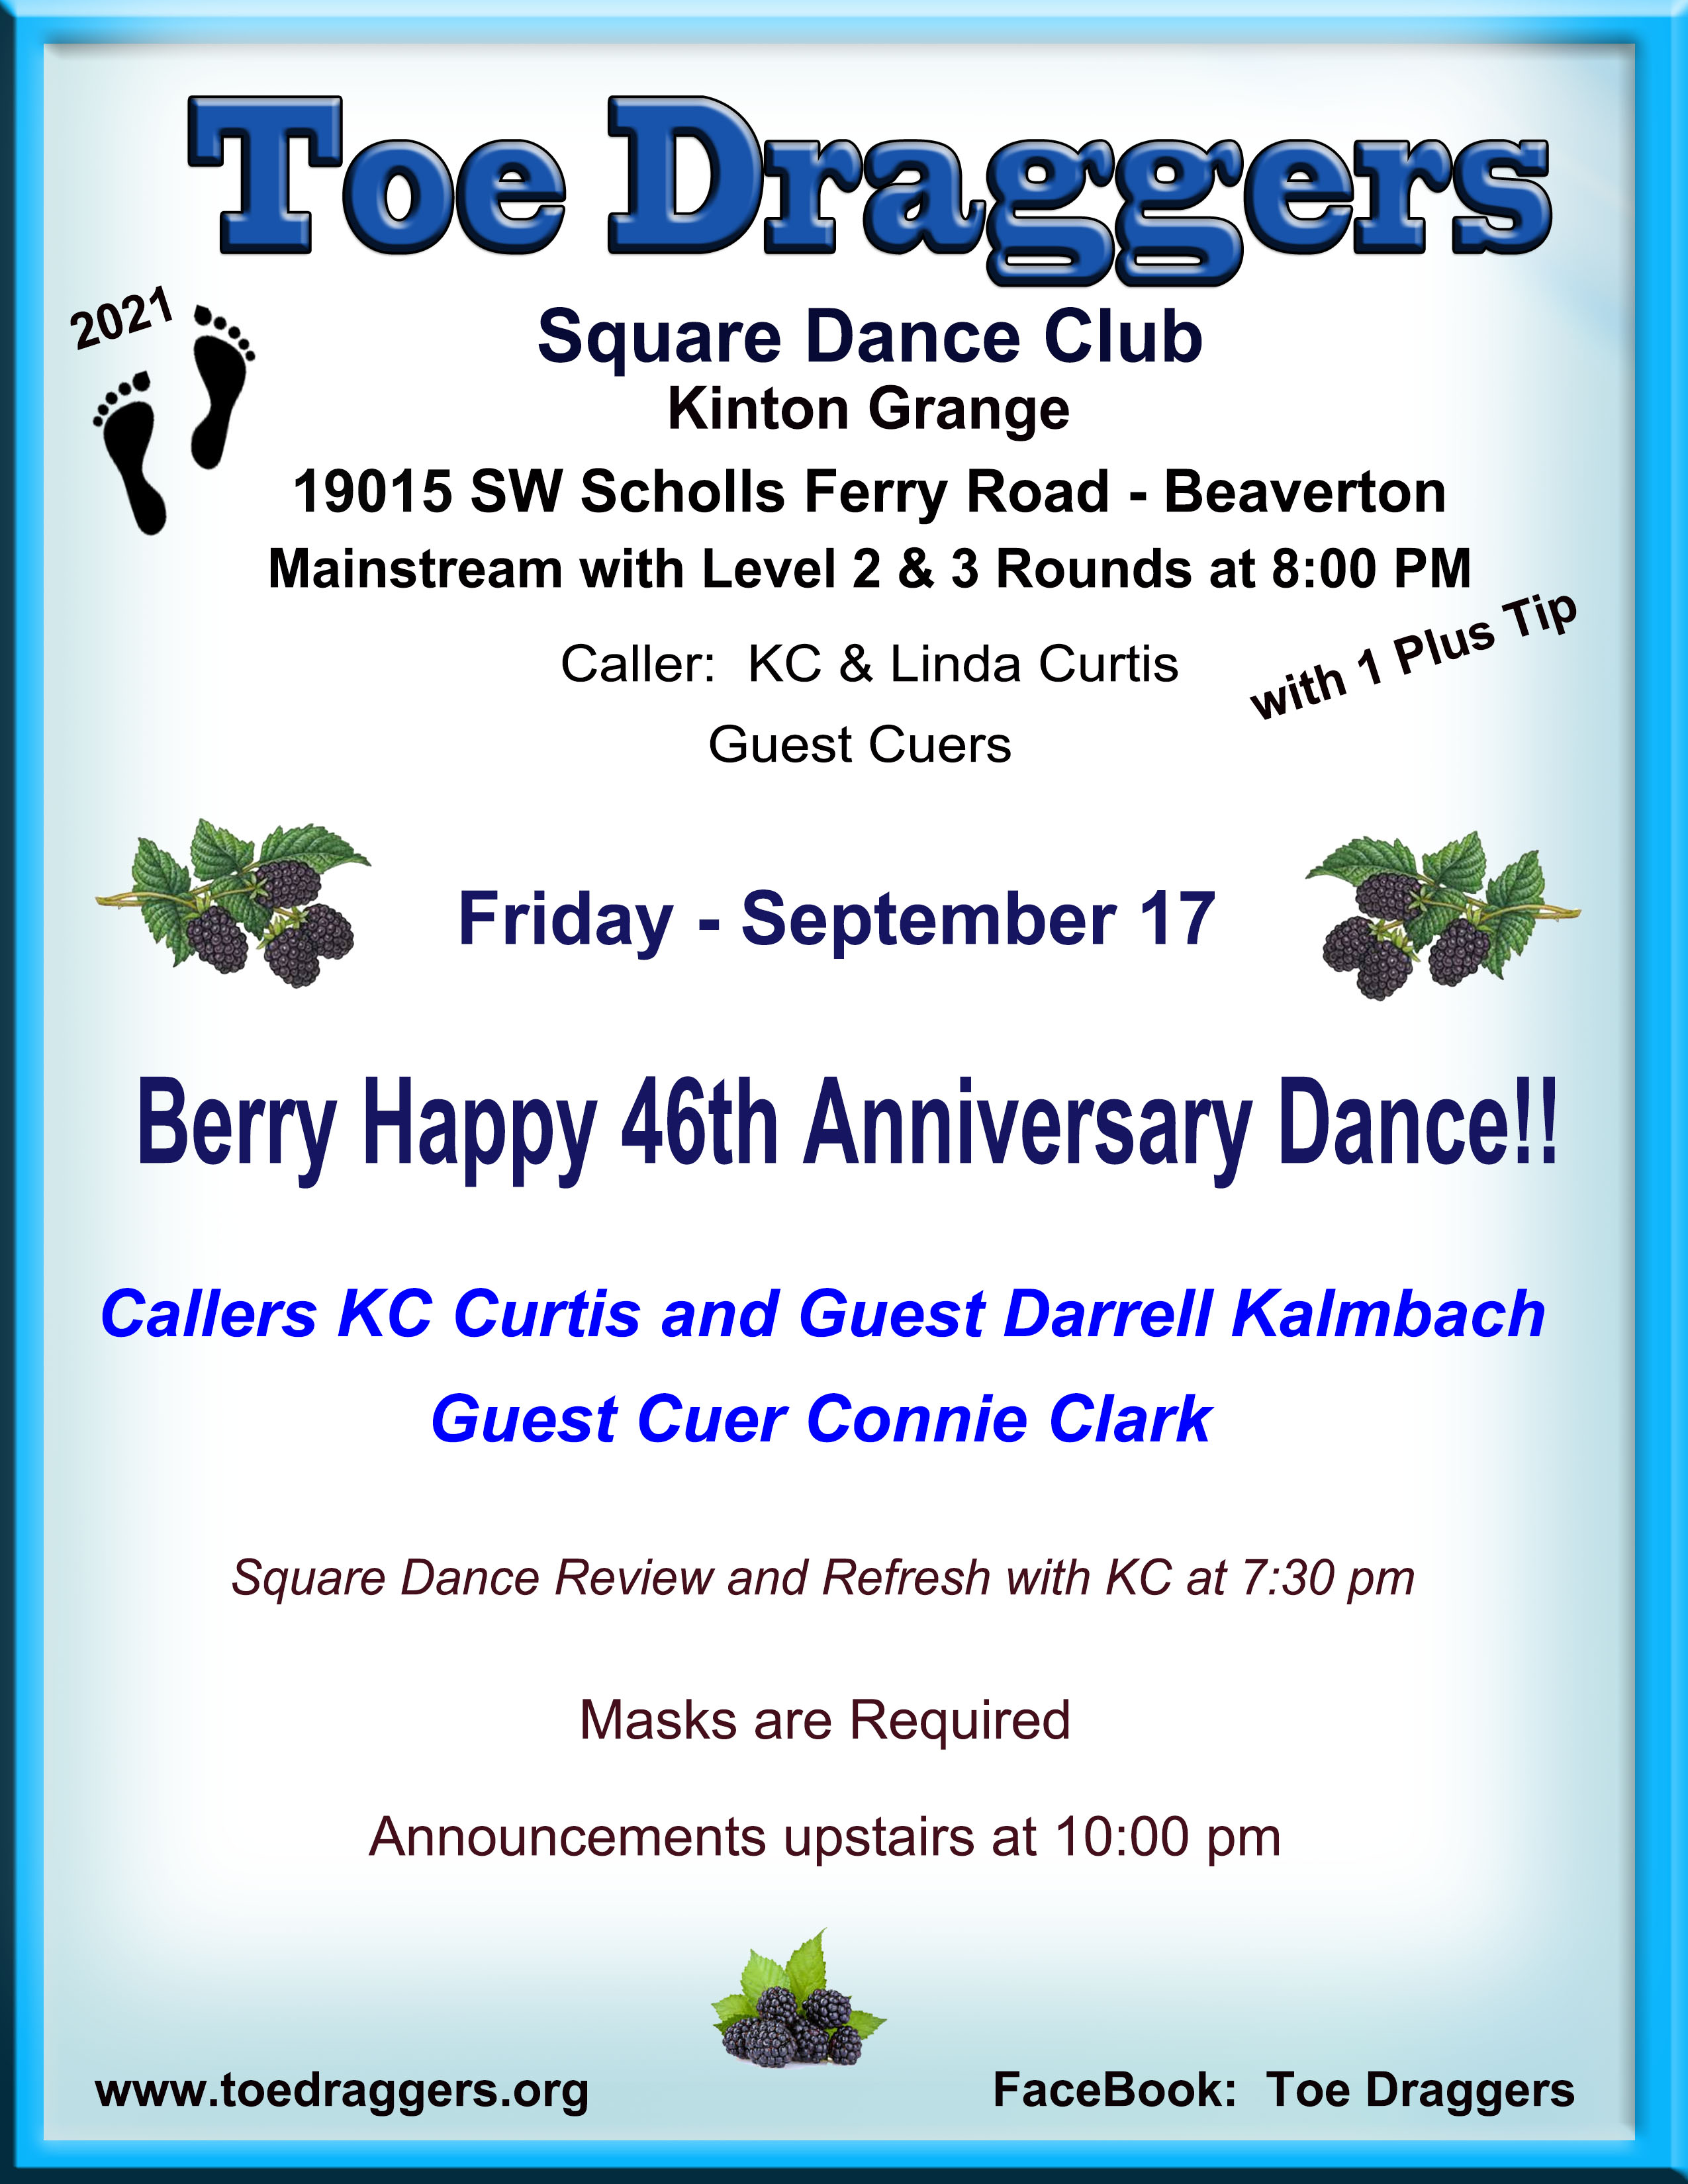 Toe Draggers
2021
Square Dance Club
Kinton Grange
19015 SW Scholls Ferry Road - Beaverton
Mainstream with Level 2 & 3 Rounds at 8:00 PM
with 1 Plus Tip
Caller:  KC & Linda Curtis
Guest Cuers
Friday - September 17
Berry Happy 46th Anniversary Dance!!
Callers KC Curtis and Guest Darrell Kalmbach
Guest Cuer Connie Clark
Square Dance Review and Refresh with KC at 7:30 pm
Masks are Required
Announcements upstairs at 10:00 pm
www.toedraggers.org
FaceBook:  Toe Draggers